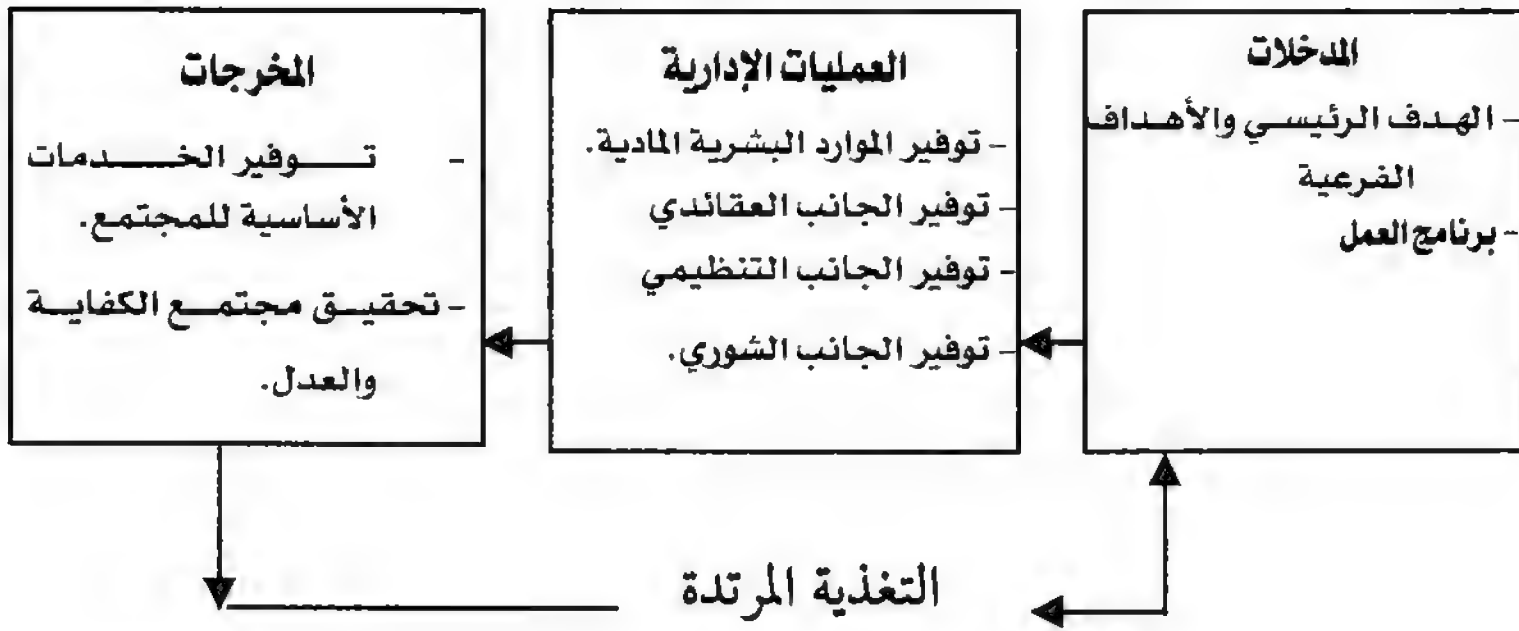 المدخلات
- الهدف الرئيسي والأهداف
الفرعية
- برنامج العمل
العمليات الإدارية
- توفير الموارد البشرية المادية.
- توفير الجانب العقائدي
- توفير الجانب التنظيمي
- توفير الجانب الشوري.
المخرجات
- توفير الخدمات
الأساسية للمجتمع.
- تحقيق مجتمع الكفاية
والعدل.
التغذية المرتدة